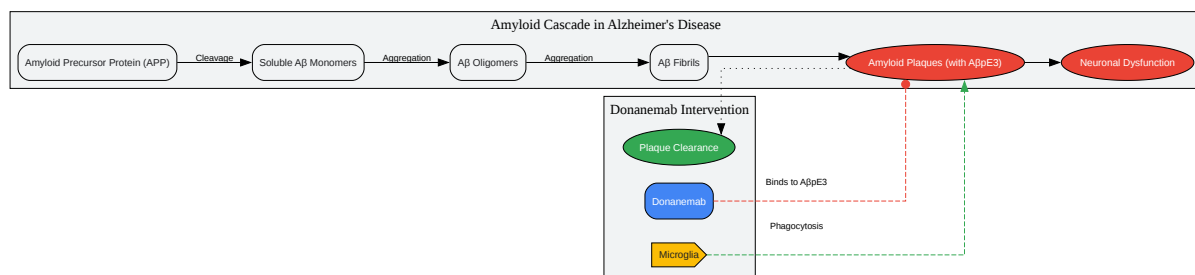 Amyloid Cascade in Alzheimer's Disease
Amyloid Precursor Protein (APP)
Cleavage
Soluble Aβ Monomers
Aggregation
Aβ Oligomers
Aggregation
Aβ Fibrils
Amyloid Plaques (with AβpE3)
Neuronal Dysfunction
Donanemab Intervention
Plaque Clearance
Binds to AβpE3
Donanemab
Phagocytosis
Microglia